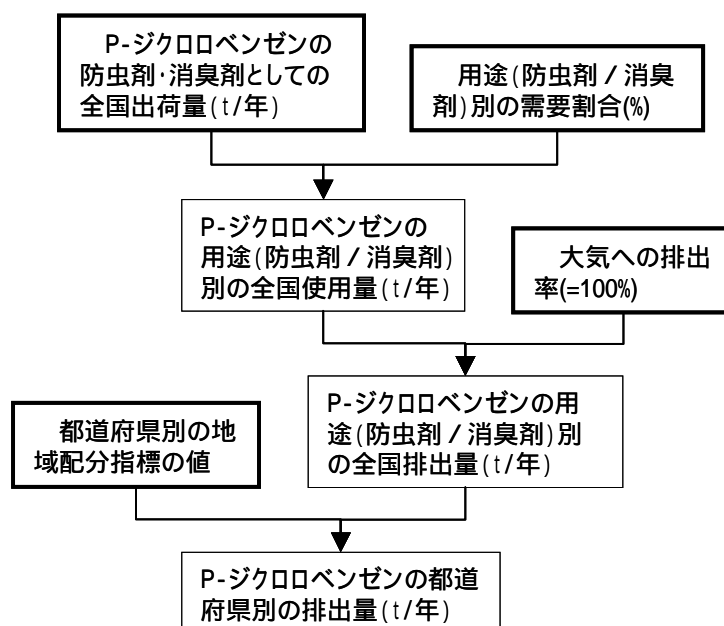 P-ジクロロベンゼンの
防虫剤･消臭剤としての
全国出荷量(t/年)
用途(防虫剤/消臭
剤)別の需要割合(%)
P-ジクロロベンゼンの
用途(防虫剤/消臭剤)
別の全国使用量(t/年)
大気への排出
率(=100%)
P-ジクロロベンゼンの用
途(防虫剤/消臭剤)別
の全国排出量(t/年)
都道府県別の地
域配分指標の値
P-ジクロロベンゼンの都道
府県別の排出量(t/年)